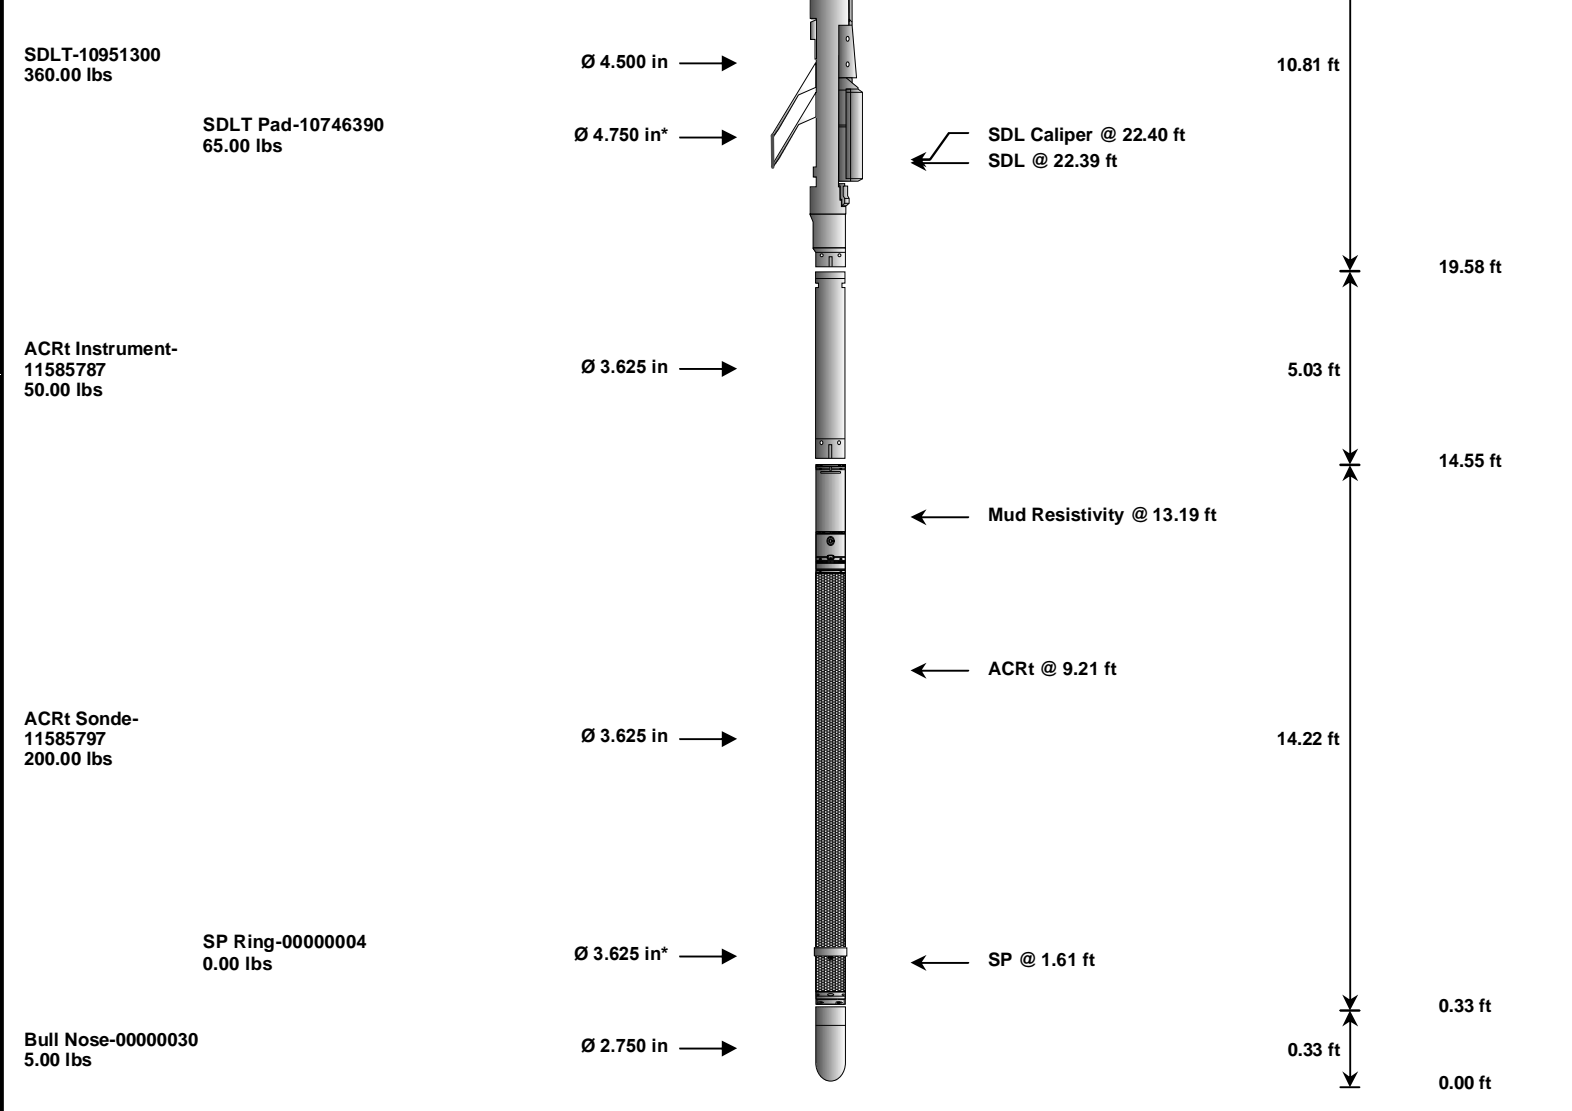 SDLT-10951300
360.00 lbs
Ø 4.500 in
10.81 ft
SDLT Pad-10746390
65.00 lbs
Ø 4.750 in*
SDL Caliper @ 22.40 ft
SDL @ 22.39 ft
19.58 ft
ACRt Instrument-
11585787
50.00 lbs
Ø 3.625 in
5.03 ft
14.55 ft
Mud Resistivity @ 13.19 ft
ACRt @ 9.21 ft
ACRt Sonde-
11585797
200.00 lbs
Ø 3.625 in
14.22 ft
SP Ring-00000004
0.00 lbs
Ø 3.625 in*
SP @ 1.61 ft
0.33 ft
Bull Nose-00000030
5.00 lbs
Ø 2.750 in
0.33 ft
0.00 ft